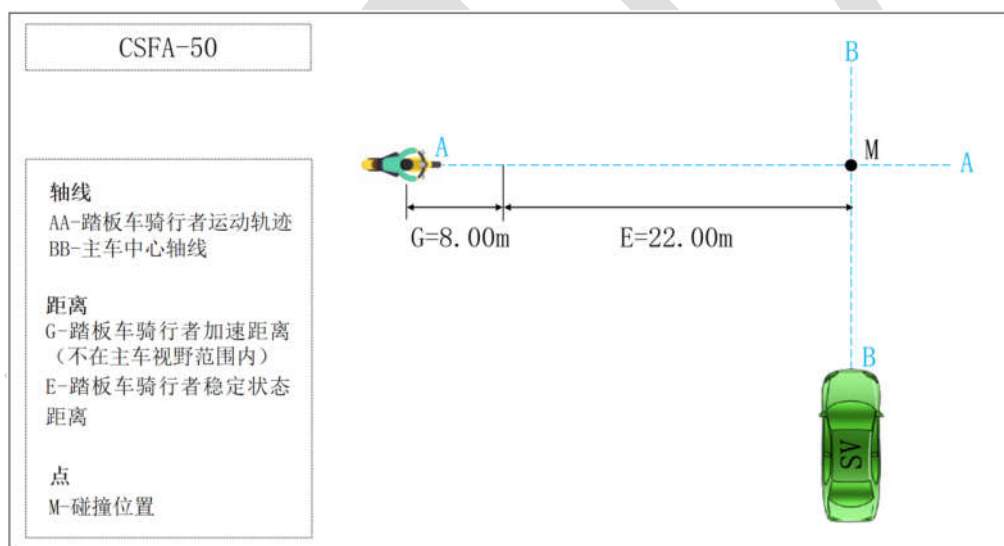 CSFA-50
轴线
AA-踏板车骑行者运动轨迹
BB-主车中心轴线
距离
G-踏板车骑行者加速距离
（不在主车视野范围内）
E-踏板车骑行者稳定状态
距离
点
M-碰撞位置
B
A
M
A
G=8.00m
E=22.00m
B
SV